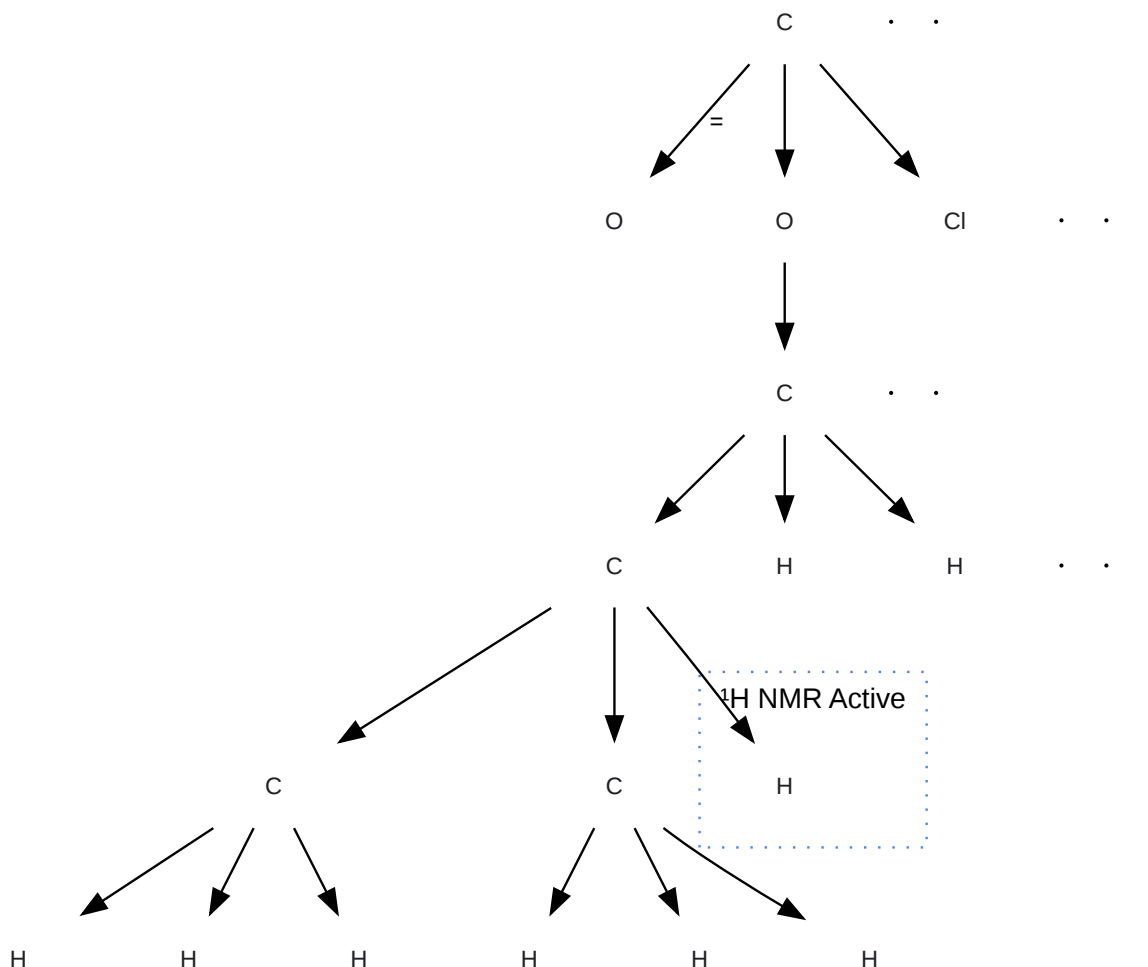 C
=
O O Cl
C
C H H
¹H NMR Active
C C H
H H H H H H